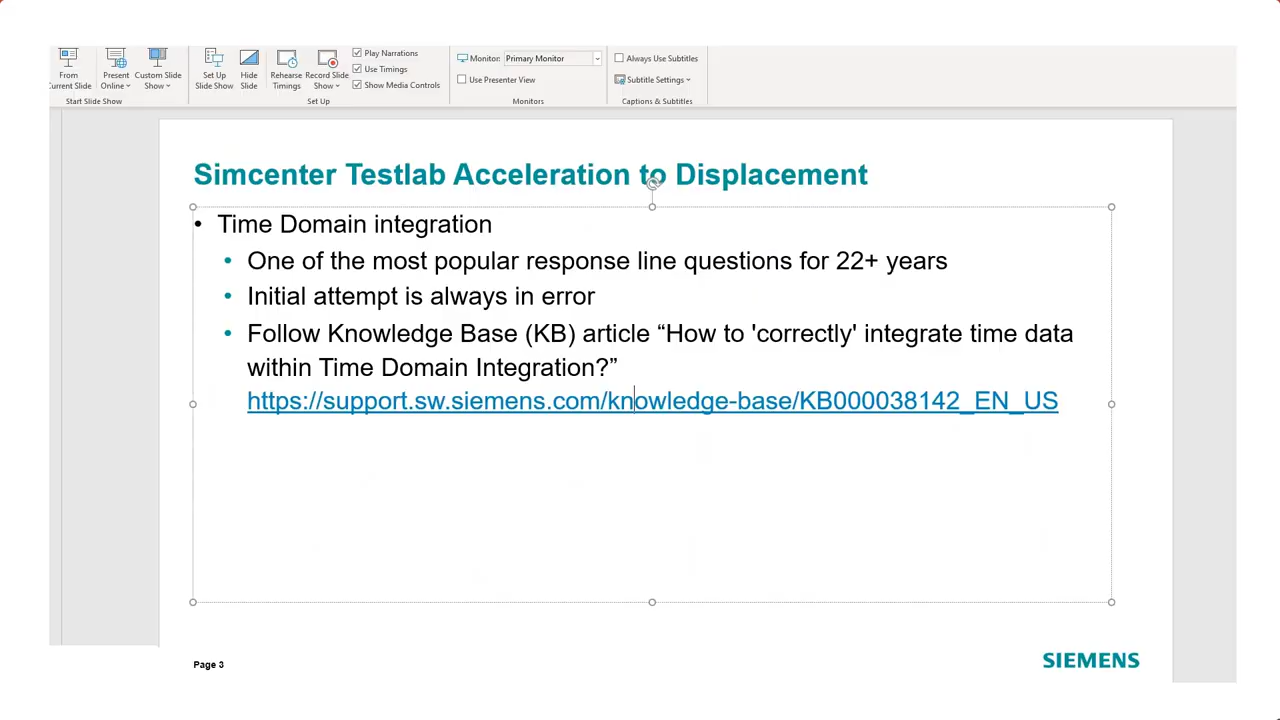 From
Current Slide
Present
Online
Custom Slide
Show
Start Slide Show
Set Up
Slide Show
Hide
Slide
Rehearse
Timings
Record Slide
Show
Play Narrations
Use Timings
Show Media Controls
Set Up
Monitor: Primary Monitor
Use Presenter View
Monitors
Always Use Subtitles
Subtitle Settings
Captions & Subtitles
Simcenter Testlab Acceleration to Displacement
• Time Domain integration
• One of the most popular response line questions for 22+ years
• Initial attempt is always in error
• Follow Knowledge Base (KB) article “How to 'correctly' integrate time data
within Time Domain Integration?”
https://support.sw.siemens.com/knowledge-base/KB000038142_EN_US
Page 3
SIEMENS